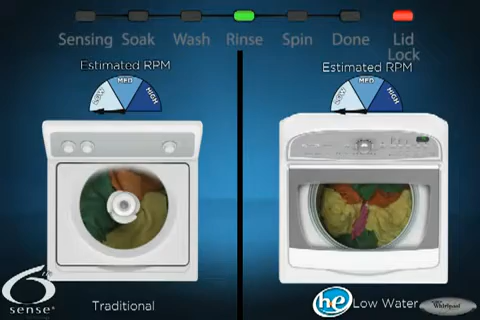 Sensing Soak Wash Rinse Spin Done Lid Lock
Estimated RPM
LOW MED HIGH
Estimated RPM
LOW MED HIGH
6th sense®
Traditional
he Low Water
Whirlpool